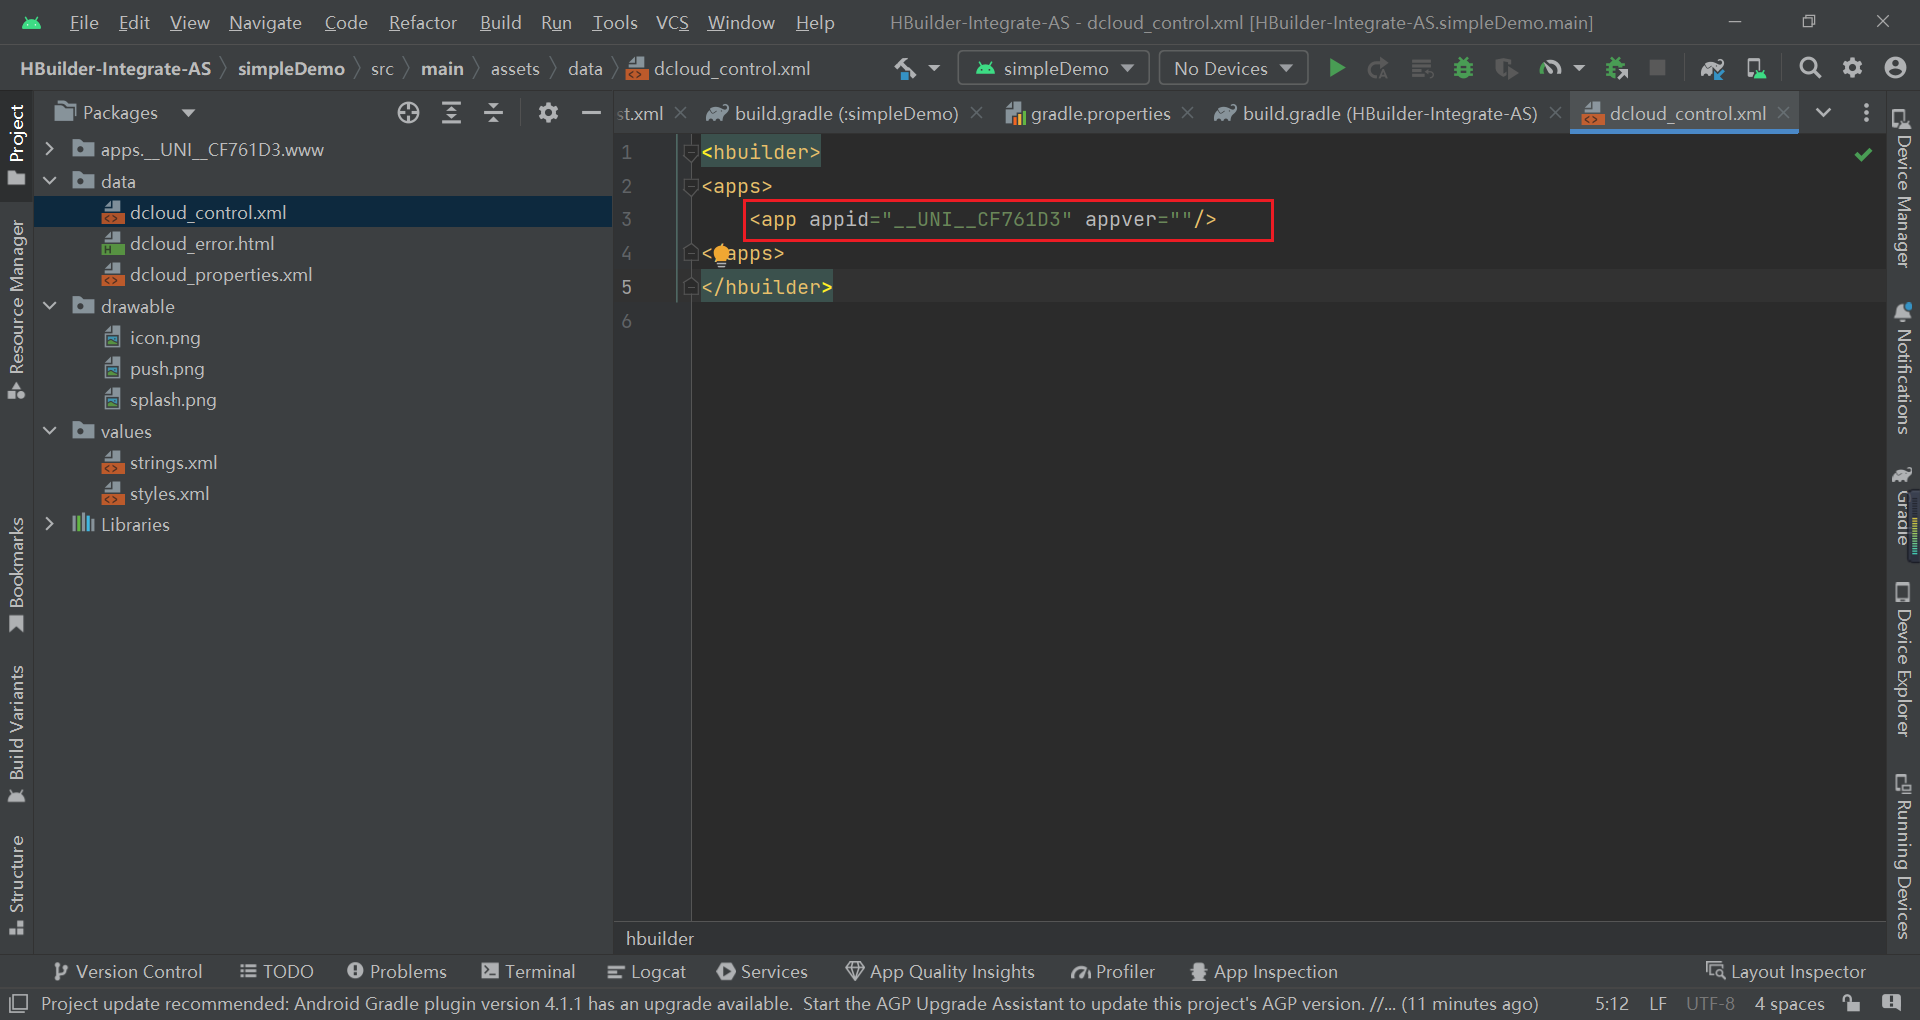 File Edit View Navigate Code Refactor Build Run Tools VCS Window Help HBuilder-Integrate-AS - dcloud_control.xml [HBuilder-Integrate-AS.simpleDemo.main]
HBuilder-Integrate-AS simpleDemo src main assets data dcloud_control.xml simpleDemo No Devices
Packages
st.xml build.gradle (:simpleDemo) gradle.properties build.gradle (HBuilder-Integrate-AS) dcloud_control.xml
apps.__UNI__CF761D3.www
data
dcloud_control.xml
dcloud_error.html
dcloud_properties.xml
drawable
icon.png
push.png
splash.png
values
strings.xml
styles.xml
Libraries
1 <hbuilder>
2 <apps>
3 <app appid="__UNI__CF761D3" appver=""/>
4 < apps>
5 </hbuilder>
6
hbuilder
Project
Resource Manager
Bookmarks
Build Variants
Structure
Device Manager
Notifications
Gradle
Device Explorer
Running Devices
Version Control TODO Problems Terminal Logcat Services App Quality Insights Profiler App Inspection Layout Inspector
Project update recommended: Android Gradle plugin version 4.1.1 has an upgrade available. Start the AGP Upgrade Assistant to update this project's AGP version. //... (11 minutes ago) 5:12 LF UTF-8 4 spaces